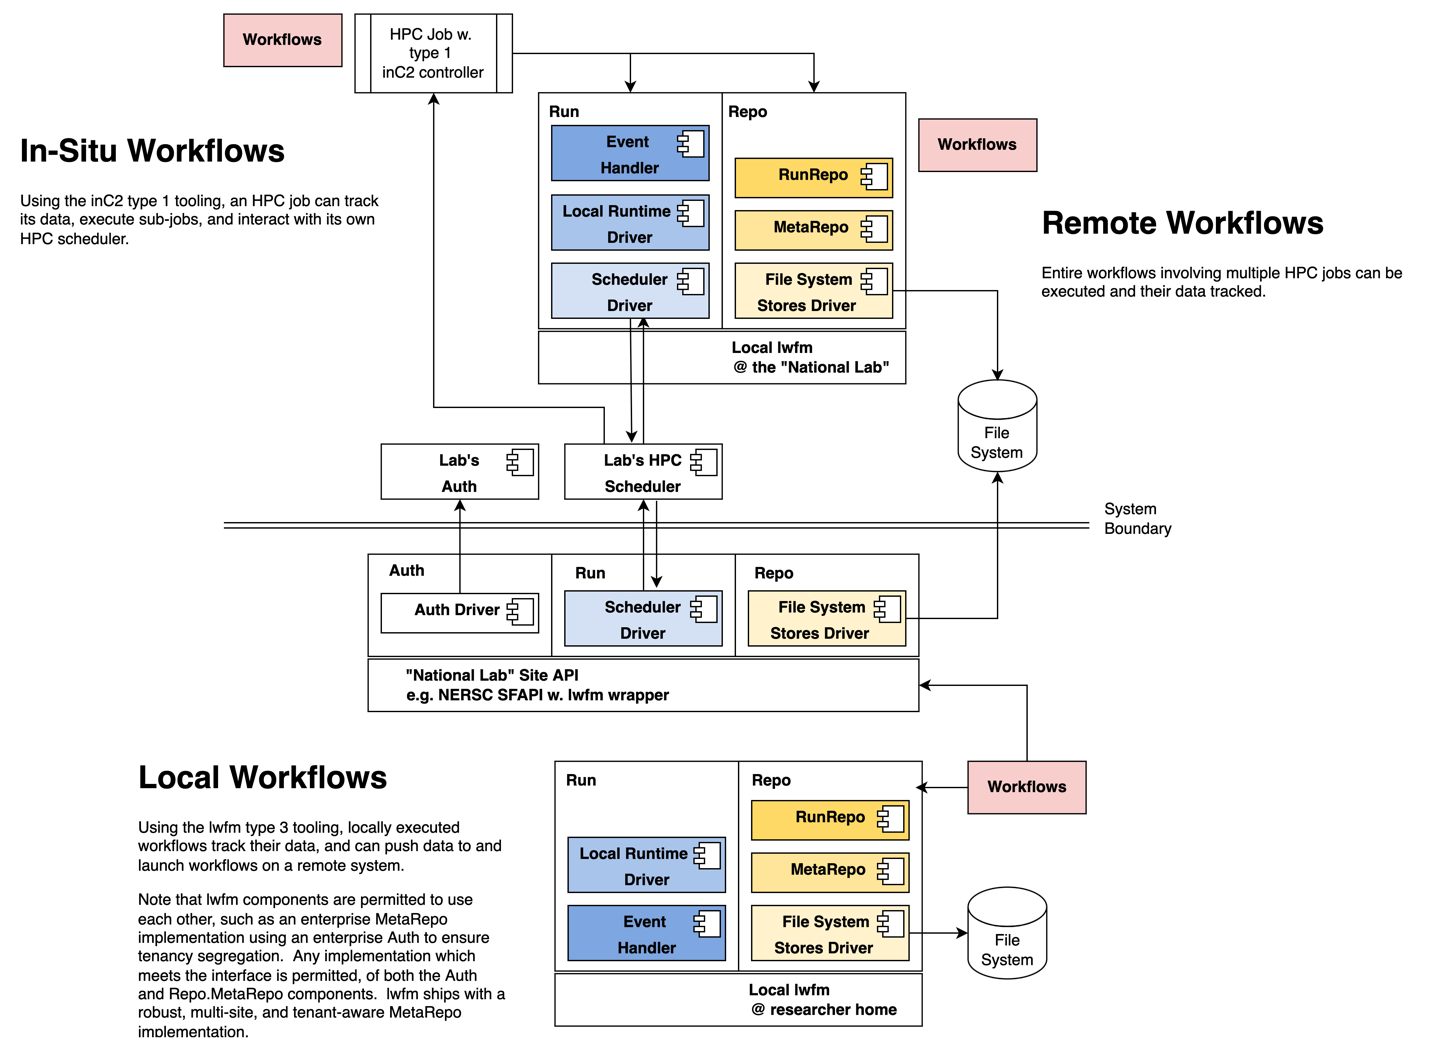 Workflows
HPC Job w.
type 1
inC2 controller
Run
Repo
Event
Handler
Local Runtime
Driver
Scheduler
Driver
RunRepo
MetaRepo
File System
Stores Driver
Local lwfm
@ the "National Lab"
Workflows
In-Situ Workflows
Using the inC2 type 1 tooling, an HPC job can track
its data, execute sub-jobs, and interact with its own
HPC scheduler.
Remote Workflows
Entire workflows involving multiple HPC jobs can be
executed and their data tracked.
File
System
Lab's
Auth
Lab's HPC
Scheduler
System
Boundary
Auth
Run
Repo
Auth Driver
Scheduler
Driver
File System
Stores Driver
"National Lab" Site API
e.g. NERSC SFAPI w. lwfm wrapper
Local Workflows
Using the lwfm type 3 tooling, locally executed
workflows track their data, and can push data to and
launch workflows on a remote system.
Note that lwfm components are permitted to use
each other, such as an enterprise MetaRepo
implementation using an enterprise Auth to ensure
tenancy segregation.  Any implementation which
meets the interface is permitted, of both the Auth
and Repo.MetaRepo components.  lwfm ships with a
robust, multi-site, and tenant-aware MetaRepo
implementation.
Run
Repo
Local Runtime
Driver
Event
Handler
RunRepo
MetaRepo
File System
Stores Driver
Local lwfm
@ researcher home
Workflows
File
System